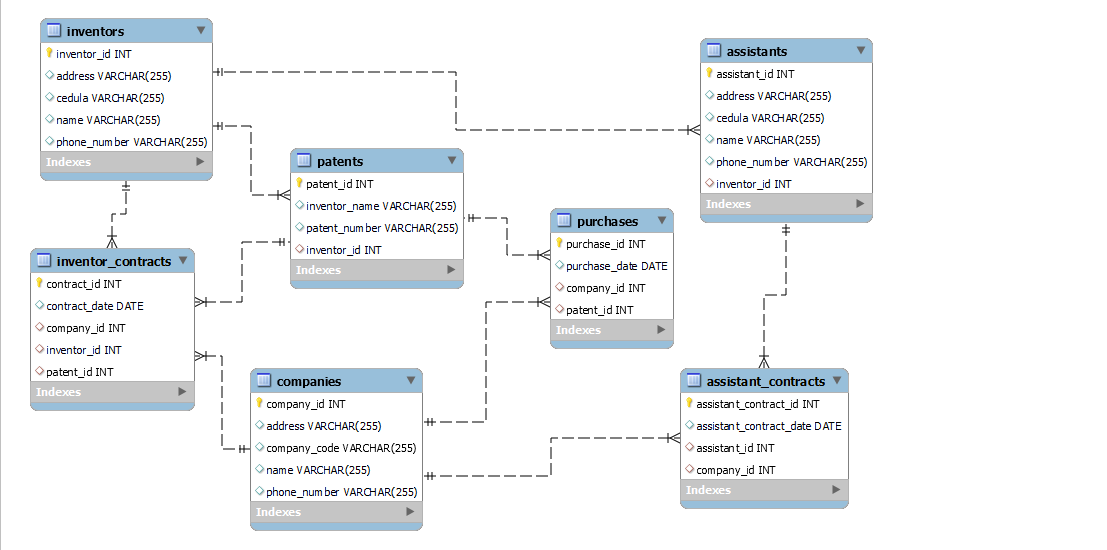 inventors
inventor_id INT
address VARCHAR(255)
cedula VARCHAR(255)
name VARCHAR(255)
phone_number VARCHAR(255)
Indexes
assistants
assistant_id INT
address VARCHAR(255)
cedula VARCHAR(255)
name VARCHAR(255)
phone_number VARCHAR(255)
inventor_id INT
Indexes
patents
patent_id INT
inventor_name VARCHAR(255)
patent_number VARCHAR(255)
inventor_id INT
Indexes
purchases
purchase_id INT
purchase_date DATE
company_id INT
patent_id INT
Indexes
inventor_contracts
contract_id INT
contract_date DATE
company_id INT
inventor_id INT
patent_id INT
Indexes
companies
company_id INT
address VARCHAR(255)
company_code VARCHAR(255)
name VARCHAR(255)
phone_number VARCHAR(255)
Indexes
assistant_contracts
assistant_contract_id INT
assistant_contract_date DATE
assistant_id INT
company_id INT
Indexes